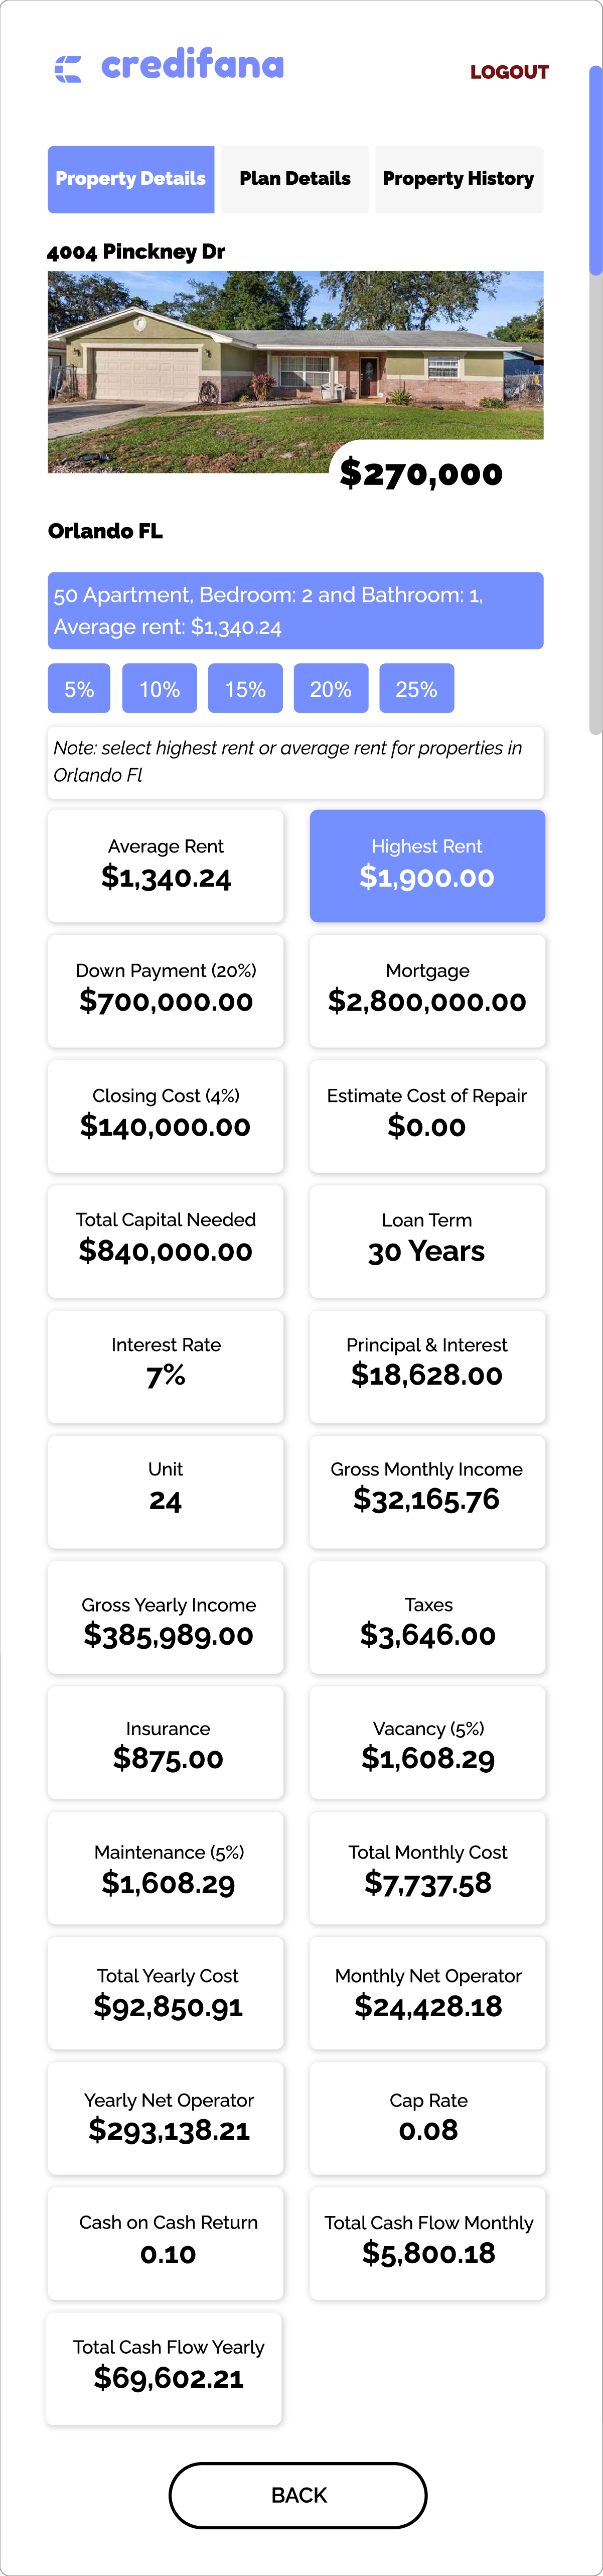 credifana
LOGOUT
Property Details
Plan Details
Property History
4004 Pinckney Dr
$270,000
Orlando FL
50 Apartment, Bedroom: 2 and Bathroom: 1,
Average rent: $1,340.24
5%
10%
15%
20%
25%
Note: select highest rent or average rent for properties in
Orlando Fl
Average Rent
$1,340.24
Highest Rent
$1,900.00
Down Payment (20%)
$700,000.00
Mortgage
$2,800,000.00
Closing Cost (4%)
$140,000.00
Estimate Cost of Repair
$0.00
Total Capital Needed
$840,000.00
Loan Term
30 Years
Interest Rate
7%
Principal & Interest
$18,628.00
Unit
24
Gross Monthly Income
$32,165.76
Gross Yearly Income
$385,989.00
Taxes
$3,646.00
Insurance
$875.00
Vacancy (5%)
$1,608.29
Maintenance (5%)
$1,608.29
Total Monthly Cost
$7,737.58
Total Yearly Cost
$92,850.91
Monthly Net Operator
$24,428.18
Yearly Net Operator
$293,138.21
Cap Rate
0.08
Cash on Cash Return
0.10
Total Cash Flow Monthly
$5,800.18
Total Cash Flow Yearly
$69,602.21
BACK